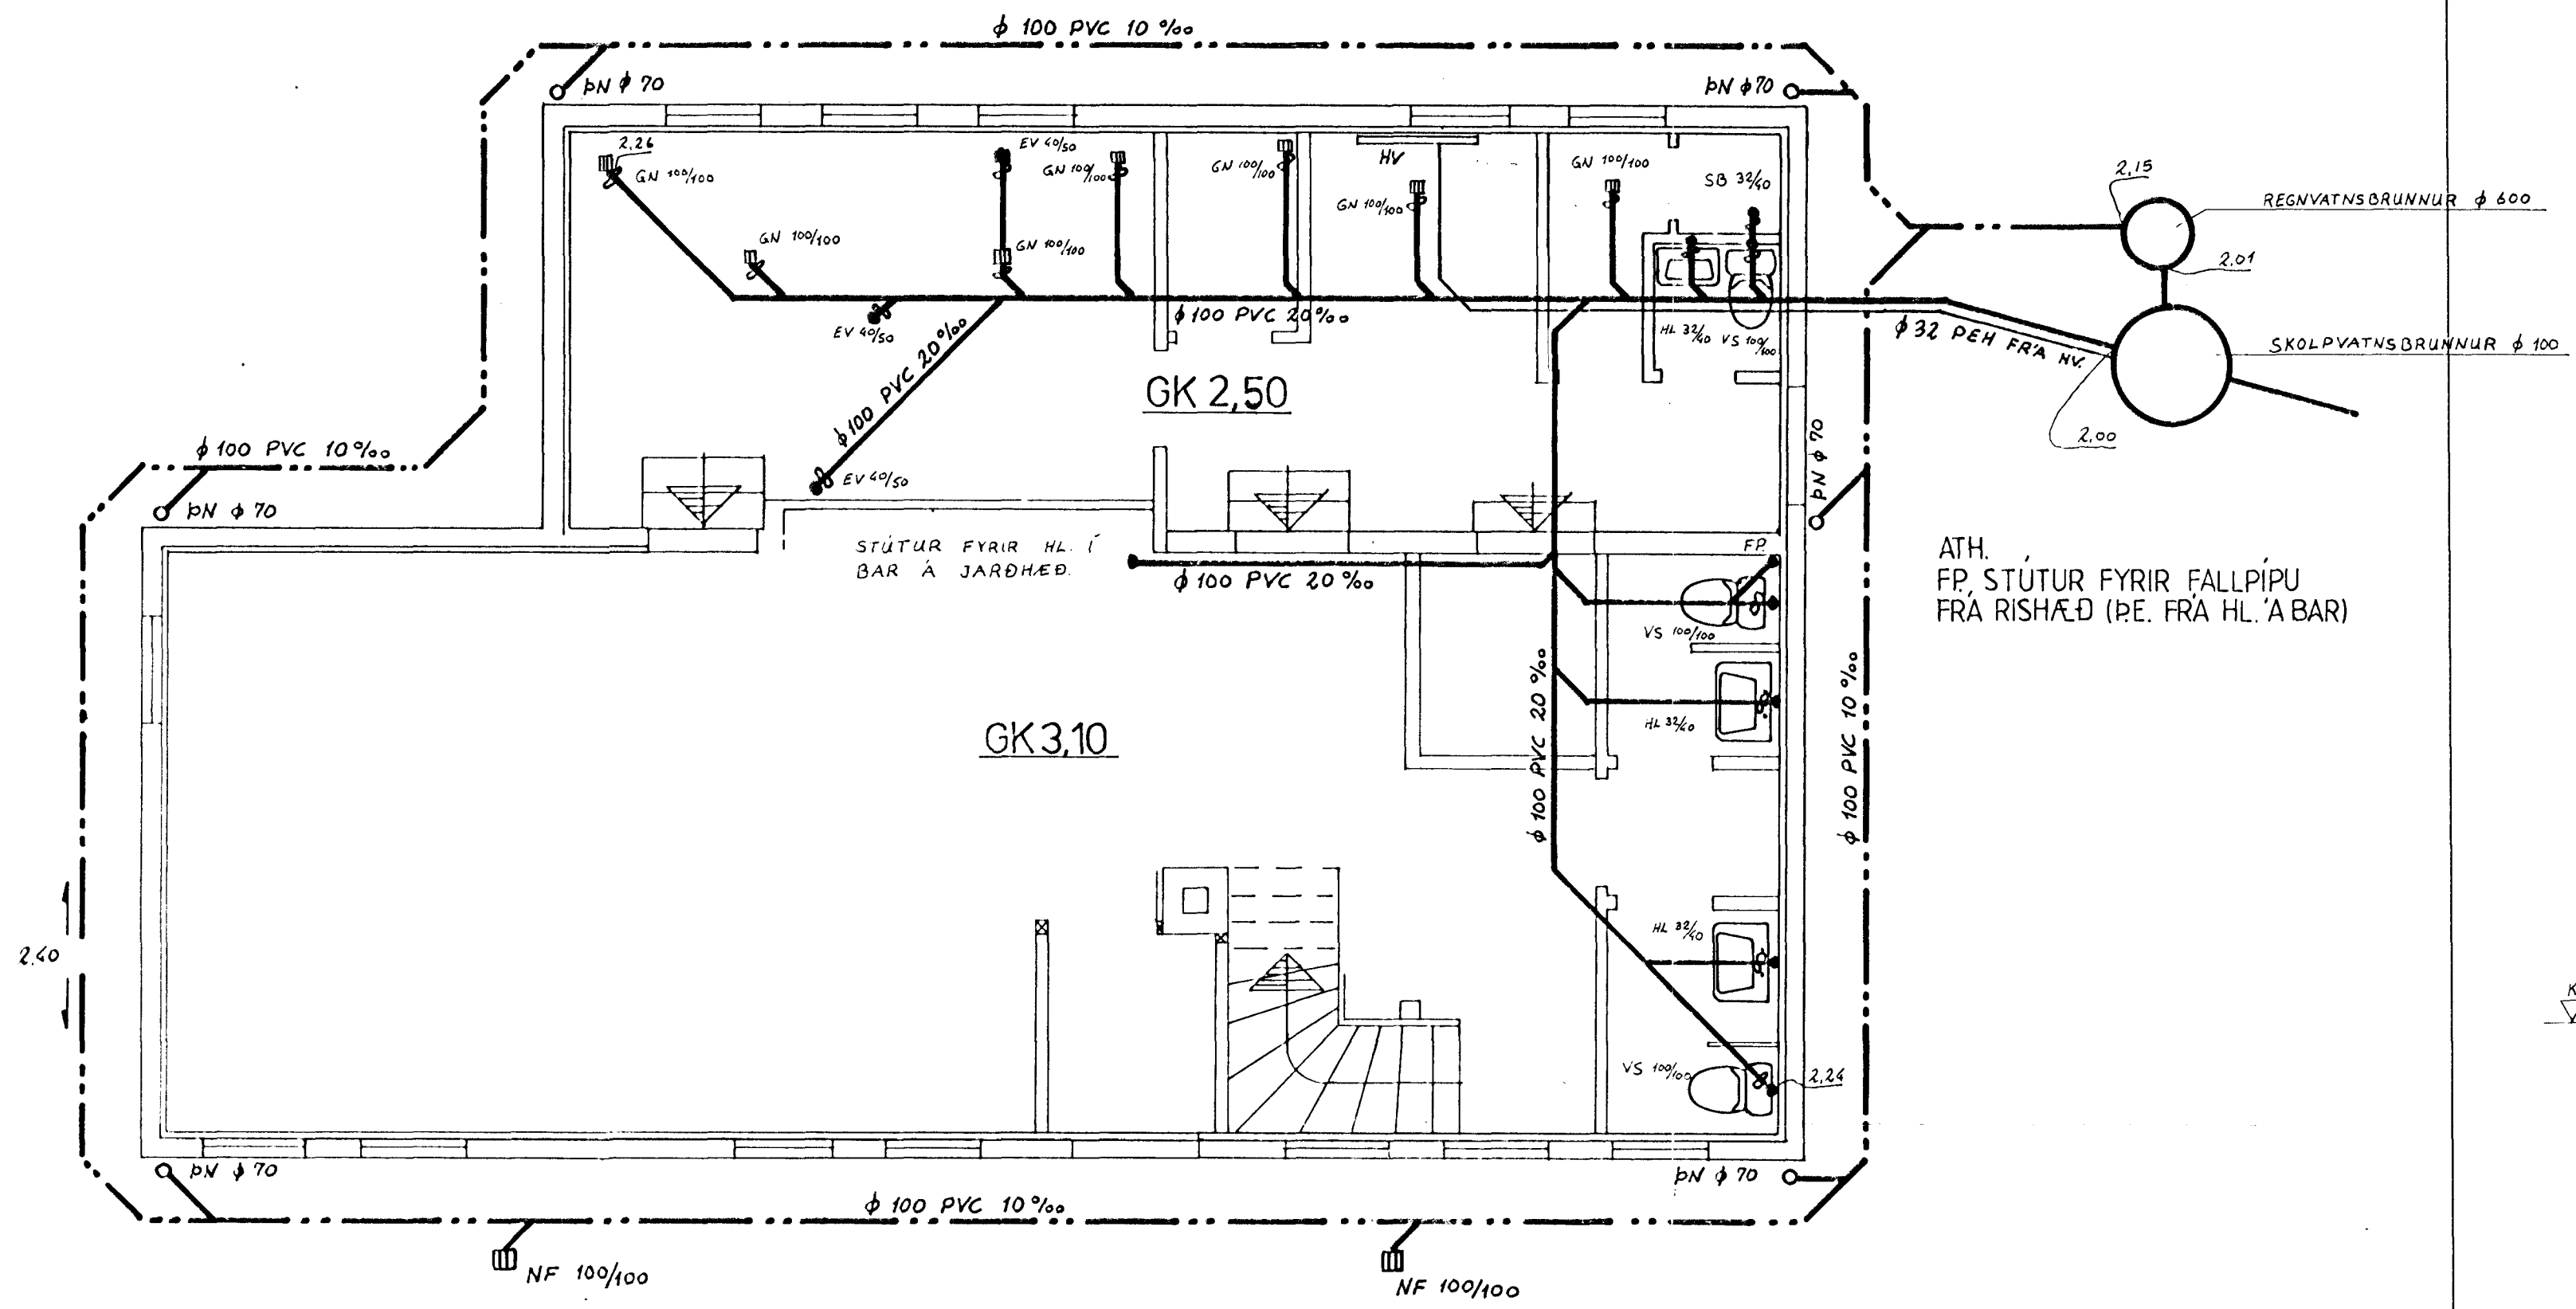 ϕ 100 PVC 10 ‰
ÞN ϕ 70
ÞN ϕ 70
2,26
GN 100/100
EV 40/50
GN 100/100
GN 100/100
HV
GN 100/100
GN 100/100
SB 32/40
2,15
REGNVATNSBRUNNUR ϕ 600
GN 100/100
GN 100/100
2,01
EV 40/50
ϕ 100 PVC 20 ‰
HL 32/40
VS 100/100
ϕ 32 PEH FRÁ HV.
SKOLPVATNSBRUNNUR ϕ 100
ϕ 100 PVC 20 ‰
GK 2,50
2,00
ϕ 100 PVC 10 ‰
EV 40/50
ÞN ϕ 70
ÞN ϕ 70
STÚTUR FYRIR HL. Í
BAR Á JARÐHÆÐ.
FP.
ϕ 100 PVC 20 ‰
ATH.
FP, STÚTUR FYRIR FALLPÍPU
FRÁ RISHÆÐ (Þ.E. FRÁ HL. Á BAR)
VS 100/100
HL 32/40
ϕ 100 PVC 20 ‰
ϕ 100 PVC 10 ‰
GK 3,10
2,40
HL 32/40
K
VS 100/100
2,24
ÞN ϕ 70
ÞN ϕ 70
ϕ 100 PVC 10 ‰
NF 100/100
NF 100/100